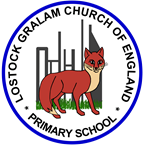 LOSTOCK GRALAM CHURCH OF ENGLAND
• PRIMARY SCHOOL •